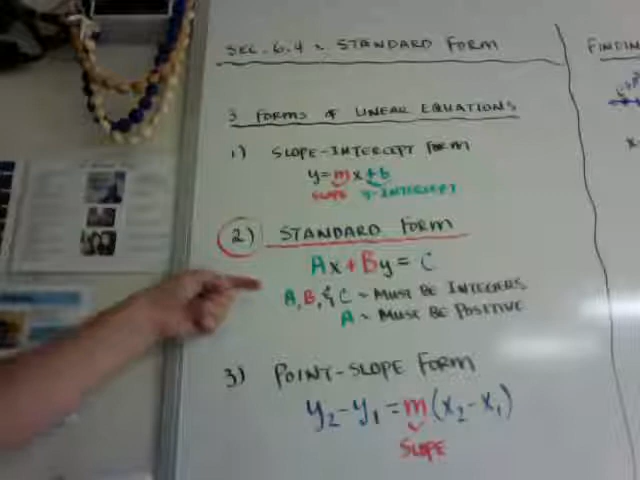 SEC. 6.4 ~ STANDARD FORM
FINDIN
3 FORMS OF LINEAR EQUATIONS
1) SLOPE-INTERCEPT FORM
y=mx+b
SLOPE Y-INTERCEPT
2) STANDARD FORM
Ax+By=C
A, B, & C ~ MUST BE INTEGERS
A ~ MUST BE POSITIVE
3) POINT-SLOPE FORM
y₂-y₁=m(x₂-x₁)
SLOPE